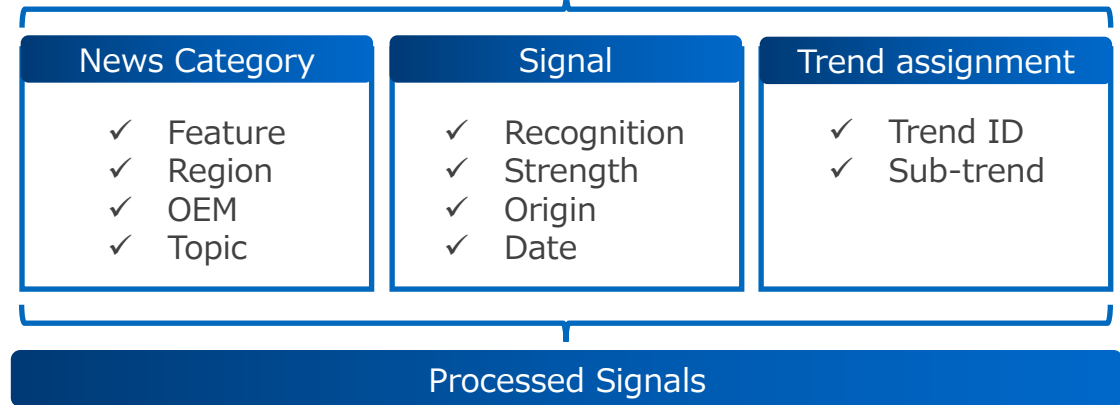 News Category
✓ Feature
✓ Region
✓ OEM
✓ Topic
Signal
✓ Recognition
✓ Strength
✓ Origin
✓ Date
Trend assignment
✓ Trend ID
✓ Sub-trend
Processed Signals